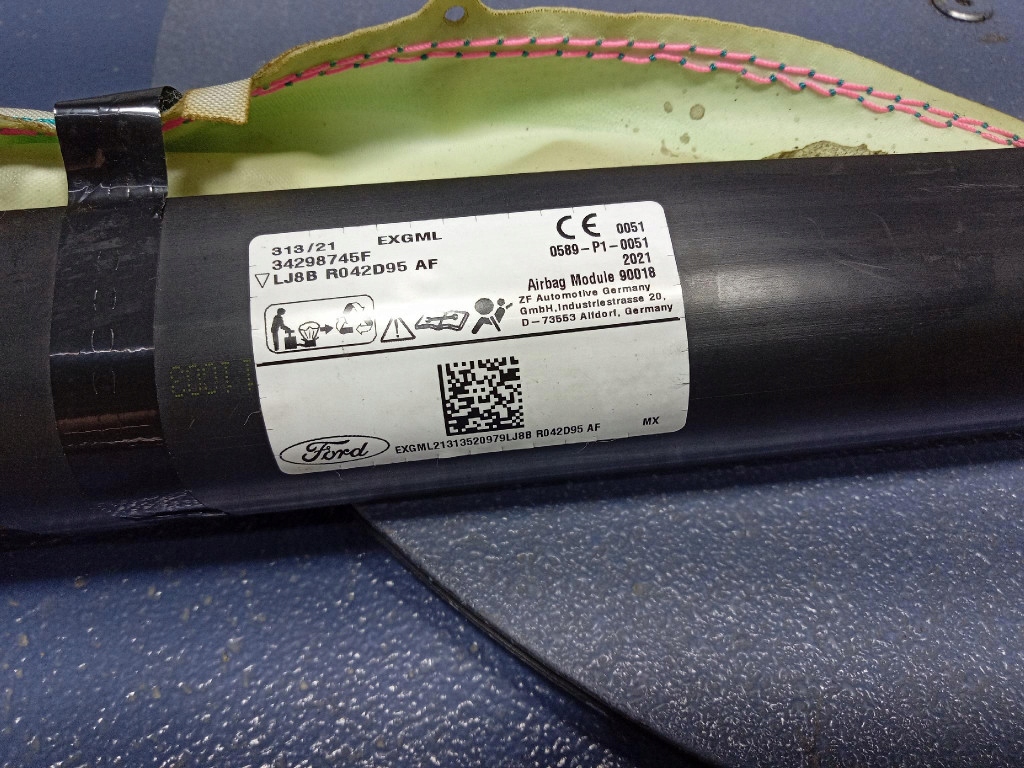 313/21 EXGML
34298745F
LJ8B R042D95 AF
CE 0051
0589-P1-0051
2021
Airbag Module 90018
ZF Automotive Germany
GmbH,Industriestrasse 20,
D-73553 Alfdorf, Germany
Ford
EXGML21313520979LJ8B R042D95 AF
MX